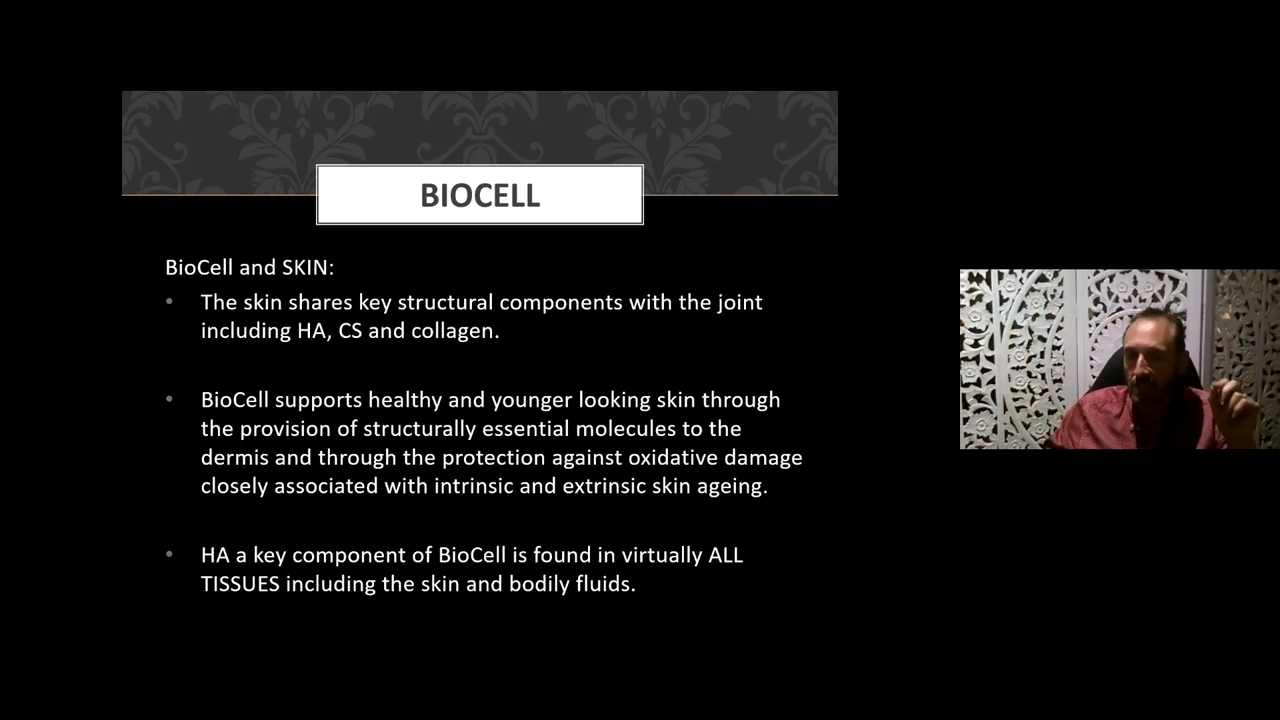 BIOCELL
BioCell and SKIN:
• The skin shares key structural components with the joint
including HA, CS and collagen.
• BioCell supports healthy and younger looking skin through
the provision of structurally essential molecules to the
dermis and through the protection against oxidative damage
closely associated with intrinsic and extrinsic skin ageing.
• HA a key component of BioCell is found in virtually ALL
TISSUES including the skin and bodily fluids.